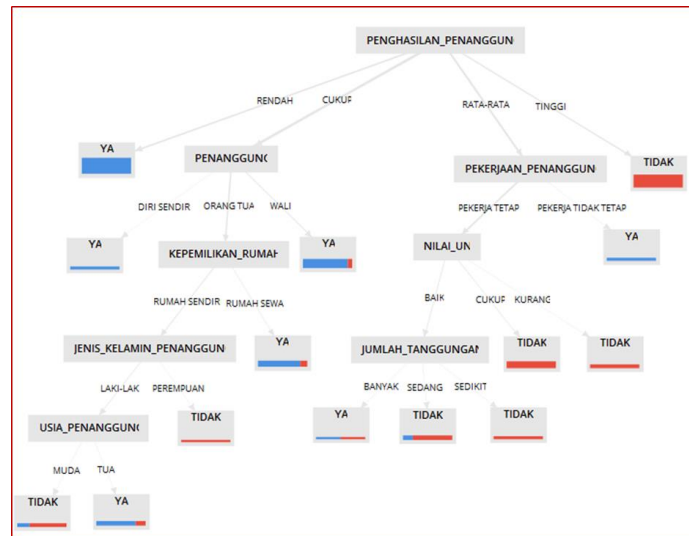 PENGHASILAN_PENANGGUN
RENDAH
CUKUP
RATA-RATA
TINGGI
YA
PENANGGUNG
PEKERJAAN_PENANGGUN
TIDAK
DIRI SENDIR
ORANG TUA
WALI
PEKERJA TETAP
PEKERJA TIDAK TETAP
YA
KEPEMILIKAN_RUMAH
YA
NILAI_UN
YA
RUMAH SENDIR
RUMAH SEWA
BAIK
CUKUP
KURANG
JENIS_KELAMIN_PENANGGUN
YA
JUMLAH_TANGGUNGAN
TIDAK
TIDAK
LAKI-LAK
PEREMPUAN
BANYAK
SEDANG
SEDIKIT
USIA_PENANGGUNG
TIDAK
YA
TIDAK
TIDAK
MUDA
TUA
TIDAK
YA